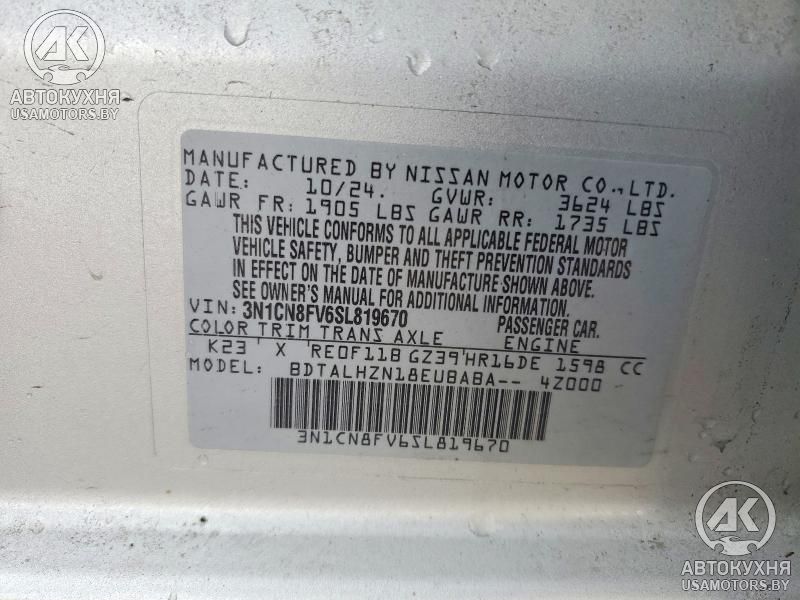 AK
АВТОКУХНЯ
USAMOTORS.BY
MANUFACTURED BY NISSAN MOTOR CO.,LTD.
DATE: 10/24. GVWR: 3624 LBS
GAWR FR: 1905 LBS GAWR RR: 1735 LBS
THIS VEHICLE CONFORMS TO ALL APPLICABLE FEDERAL MOTOR
VEHICLE SAFETY, BUMPER AND THEFT PREVENTION STANDARDS
IN EFFECT ON THE DATE OF MANUFACTURE SHOWN ABOVE.
SEE OWNER'S MANUAL FOR ADDITIONAL INFORMATION.
VIN: 3N1CN8FV6SL819670 PASSENGER CAR.
COLOR TRIM TRANS AXLE ENGINE
K23 X RE0F11B GZ39 HR16DE 1598 CC
MODEL: BDTALHZN18EUBABA-- 4Z000
3N1CN8FV6SL819670
AK
АВТОКУХНЯ
USAMOTORS.BY